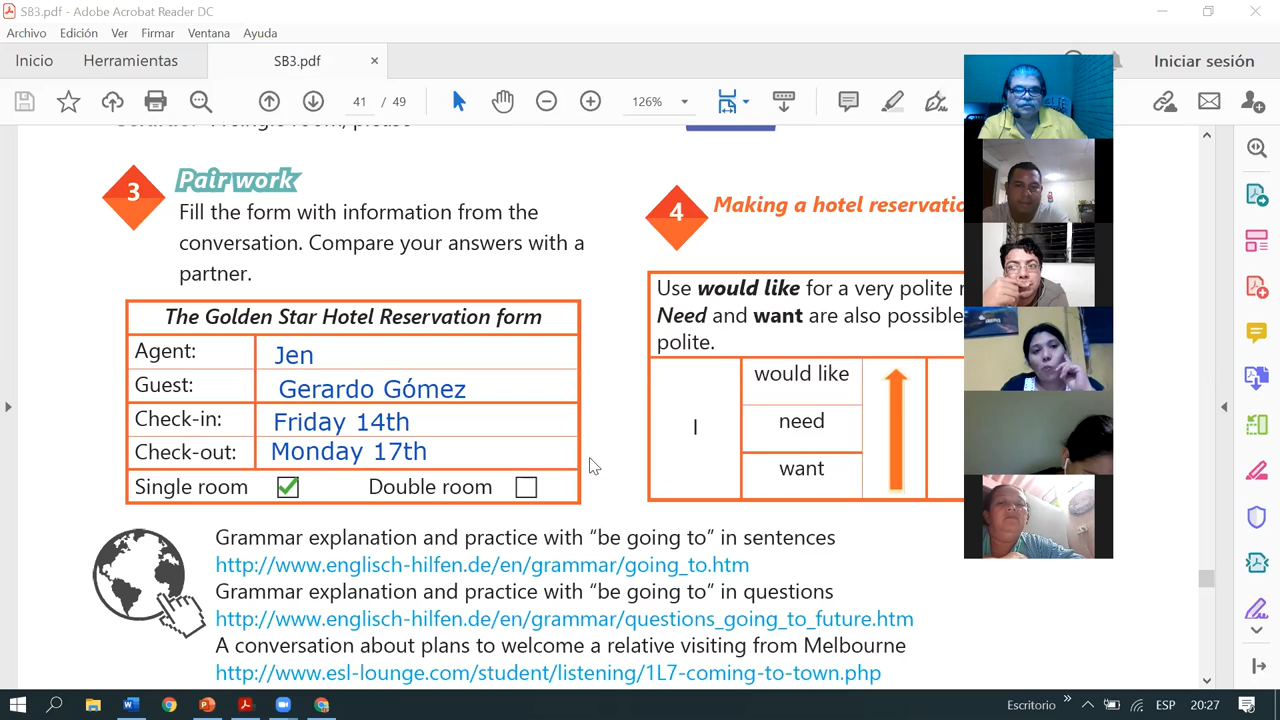 SB3.pdf - Adobe Acrobat Reader DC
Archivo Edición Ver Firmar Ventana Ayuda
Inicio Herramientas SB3.pdf × Iniciar sesión
41 / 49 126%
A single room, please
3 Pair work
Fill the form with information from the
conversation. Compare your answers with a
partner.
The Golden Star Hotel Reservation form
Agent: Jen
Guest: Gerardo Gómez
Check-in: Friday 14th
Check-out: Monday 17th
Single room Double room
4 Making a hotel reservatio
Use would like for a very polite
Need and want are also possible
polite.
I
would like
need
want
Grammar explanation and practice with “be going to” in sentences
http://www.englisch-hilfen.de/en/grammar/going_to.htm
Grammar explanation and practice with “be going to” in questions
http://www.englisch-hilfen.de/en/grammar/questions_going_to_future.htm
A conversation about plans to welcome a relative visiting from Melbourne
http://www.esl-lounge.com/student/listening/1L7-coming-to-town.php
Escritorio ESP 20:27